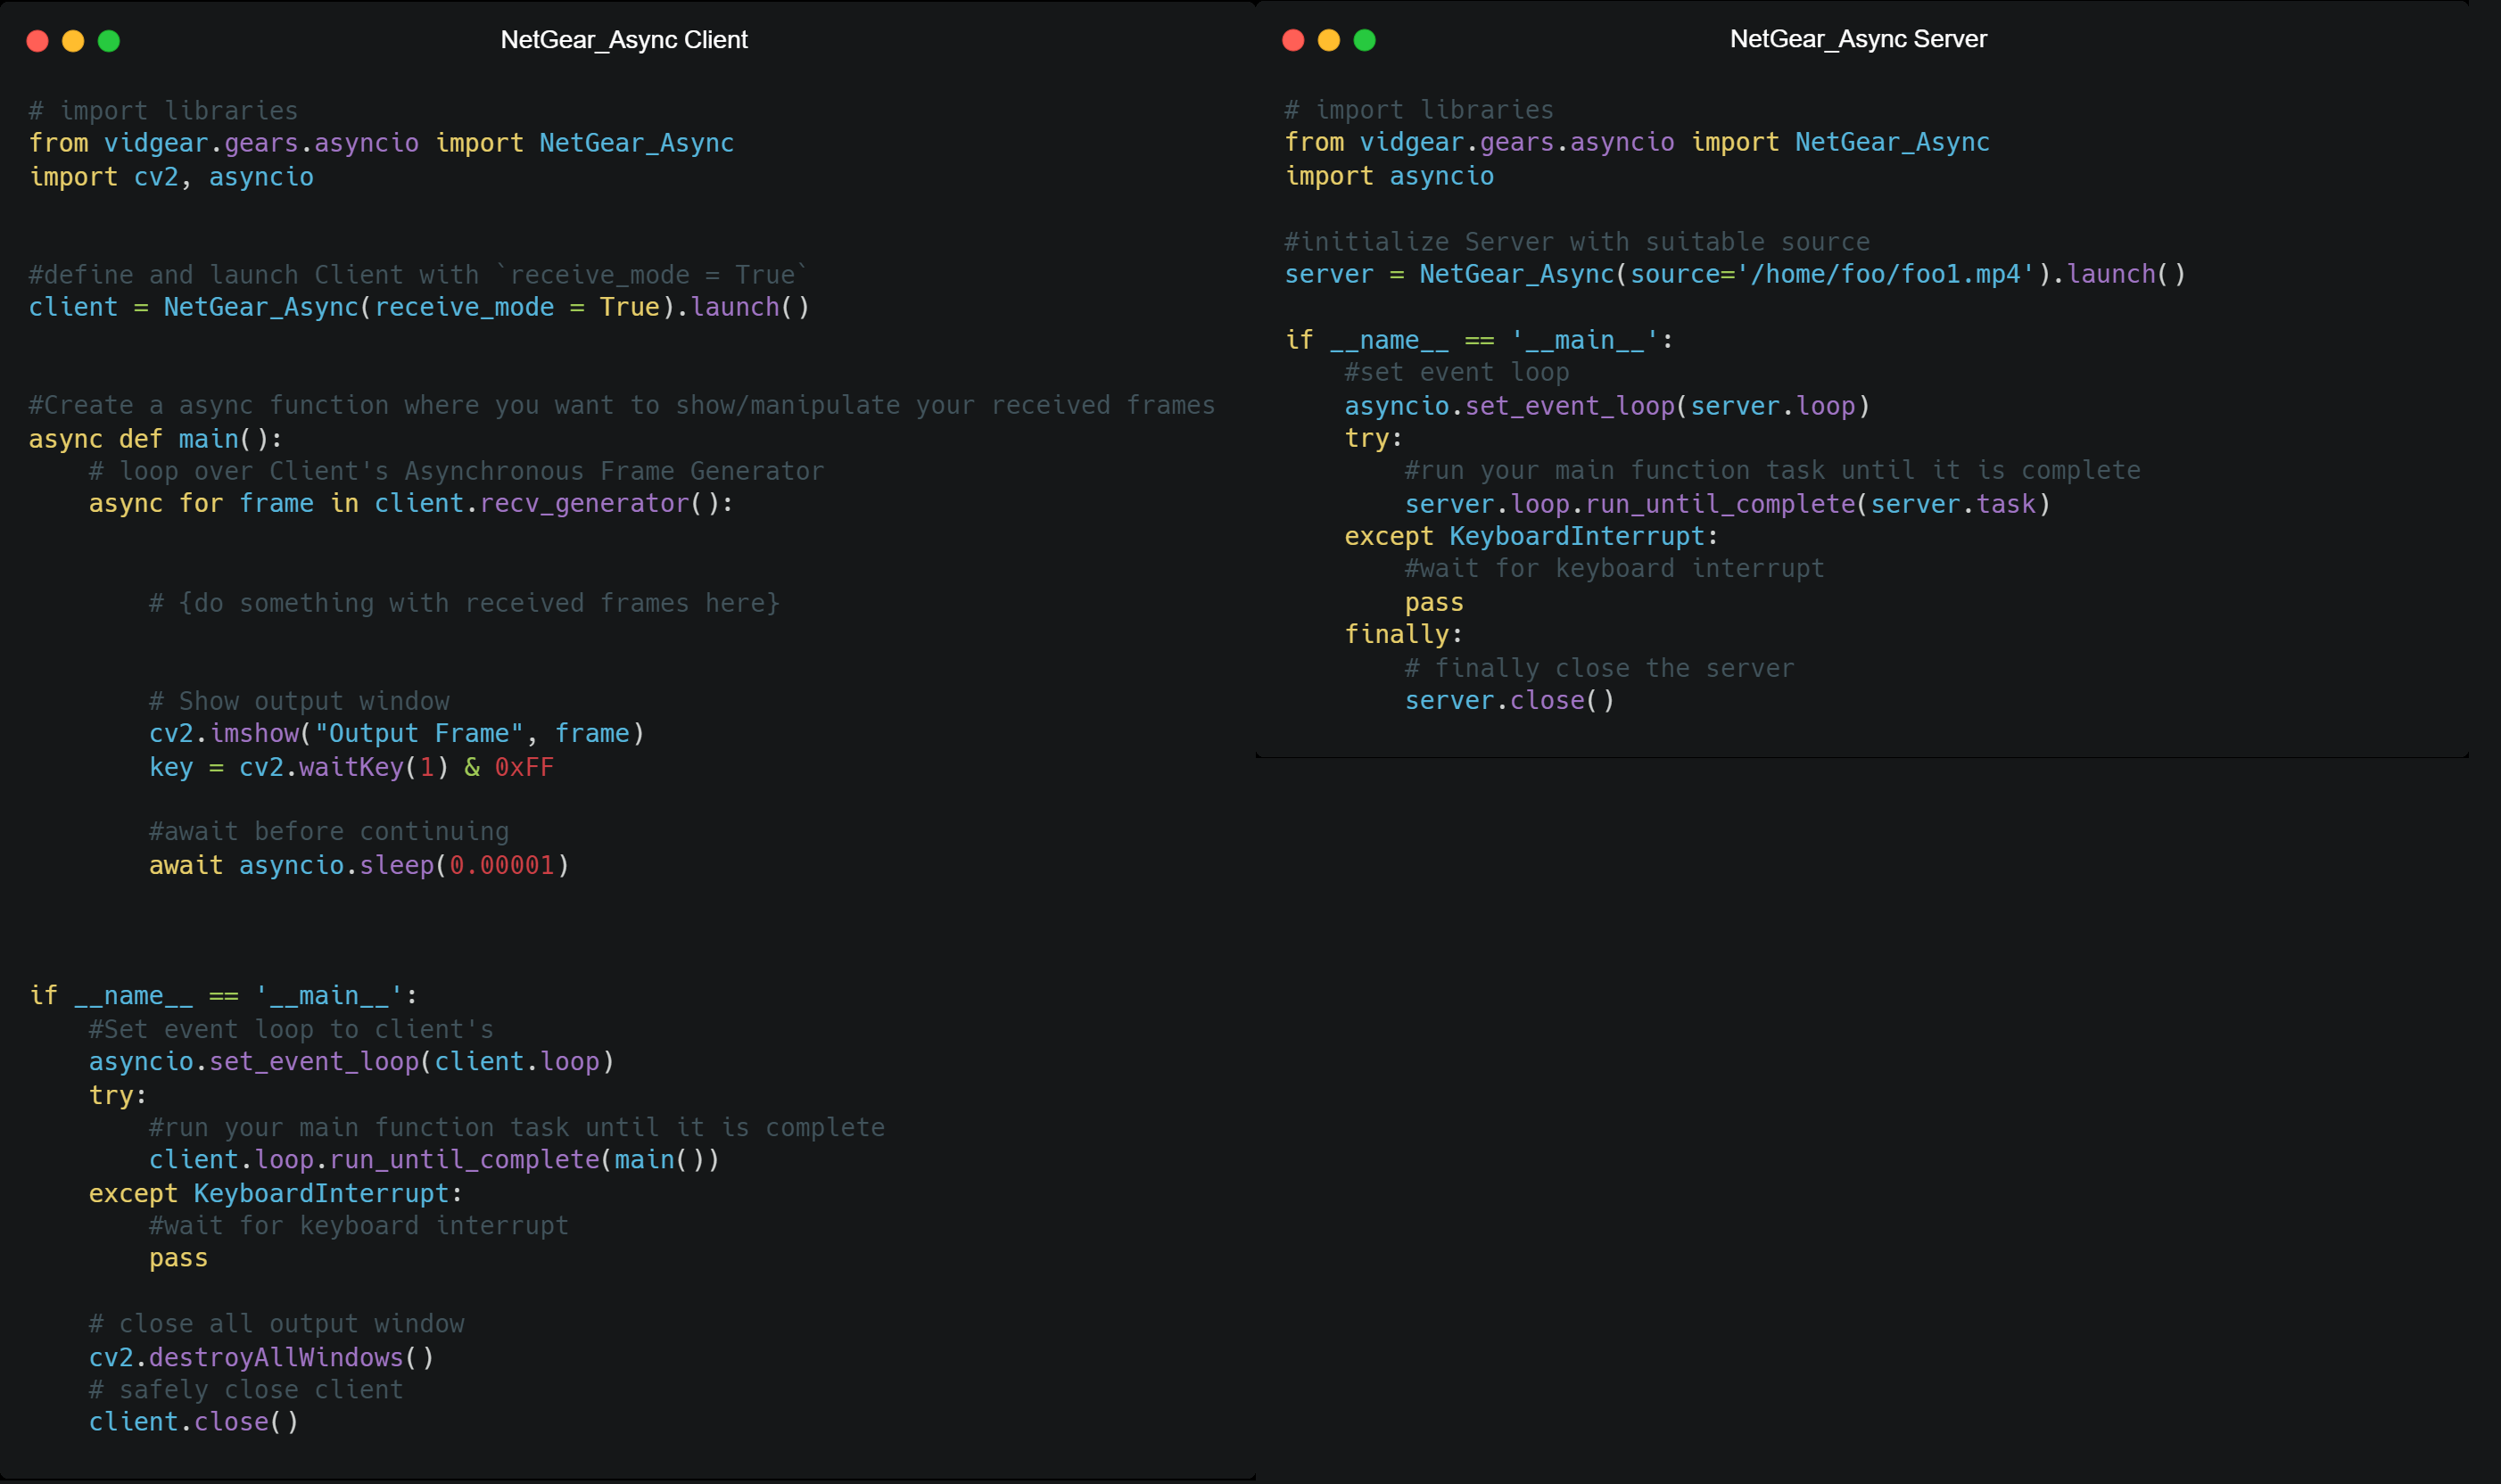 NetGear_Async Client
# import libraries
from vidgear.gears.asyncio import NetGear_Async
import cv2, asyncio
#define and launch Client with `receive_mode = True`
client = NetGear_Async(receive_mode = True).launch()
#Create a async function where you want to show/manipulate your received frames
async def main():
    # loop over Client's Asynchronous Frame Generator
    async for frame in client.recv_generator():
        # {do something with received frames here}
        # Show output window
        cv2.imshow("Output Frame", frame)
        key = cv2.waitKey(1) & 0xFF
        #await before continuing
        await asyncio.sleep(0.00001)
if __name__ == '__main__':
    #Set event loop to client's
    asyncio.set_event_loop(client.loop)
    try:
        #run your main function task until it is complete
        client.loop.run_until_complete(main())
    except KeyboardInterrupt:
        #wait for keyboard interrupt
        pass
    # close all output window
    cv2.destroyAllWindows()
    # safely close client
    client.close()
NetGear_Async Server
# import libraries
from vidgear.gears.asyncio import NetGear_Async
import asyncio
#initialize Server with suitable source
server = NetGear_Async(source='/home/foo/foo1.mp4').launch()
if __name__ == '__main__':
    #set event loop
    asyncio.set_event_loop(server.loop)
    try:
        #run your main function task until it is complete
        server.loop.run_until_complete(server.task)
    except KeyboardInterrupt:
        #wait for keyboard interrupt
        pass
    finally:
        # finally close the server
        server.close()